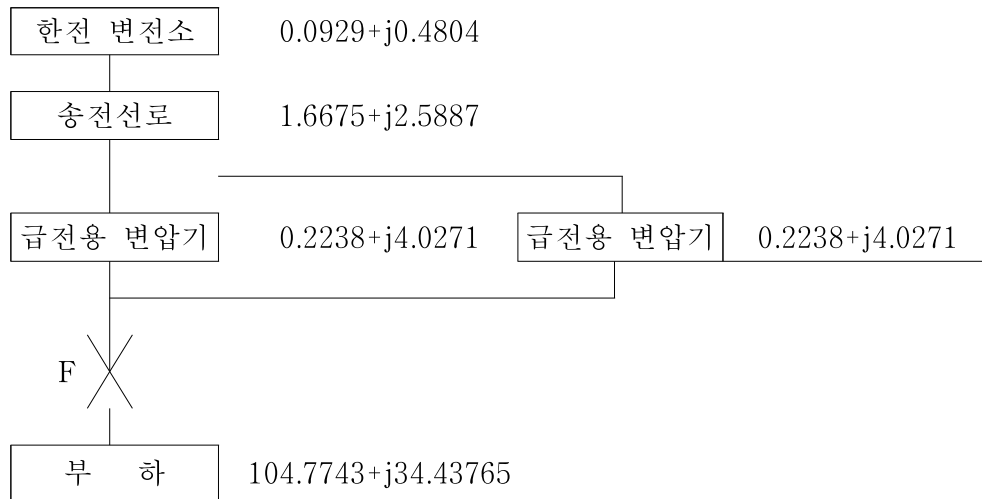 한전 변전소 0.0929+j0.4804
송전선로 1.6675+j2.5887
급전용 변압기 0.2238+j4.0271 급전용 변압기 0.2238+j4.0271
F
부 하 104.7743+j34.43765